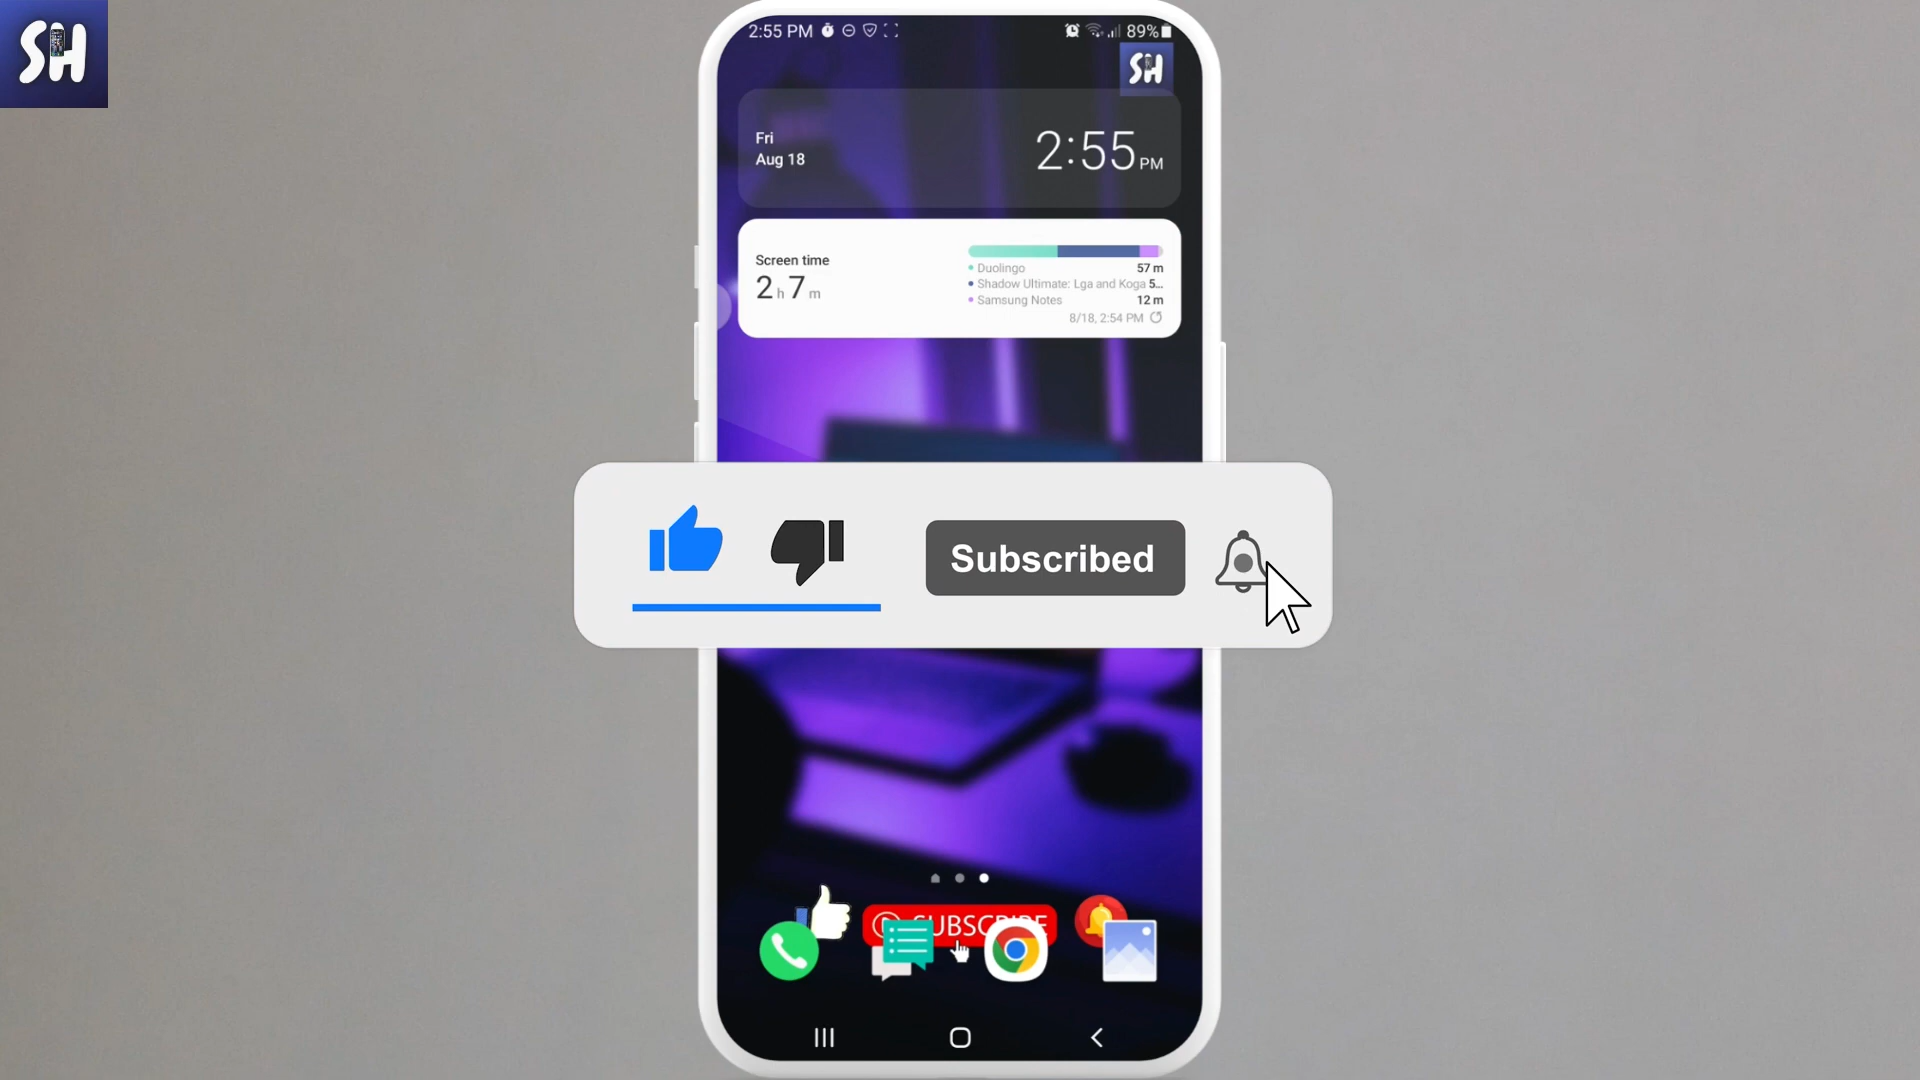 SH
2:55 PM
89%
SH
Fri
Aug 18
2:55 PM
Screen time
2 h 7 m
Duolingo 57 m
Shadow Ultimate: Lga and Koga 5...
Samsung Notes 12 m
8/18, 2:54 PM
Subscribed
SUBSCRIBE